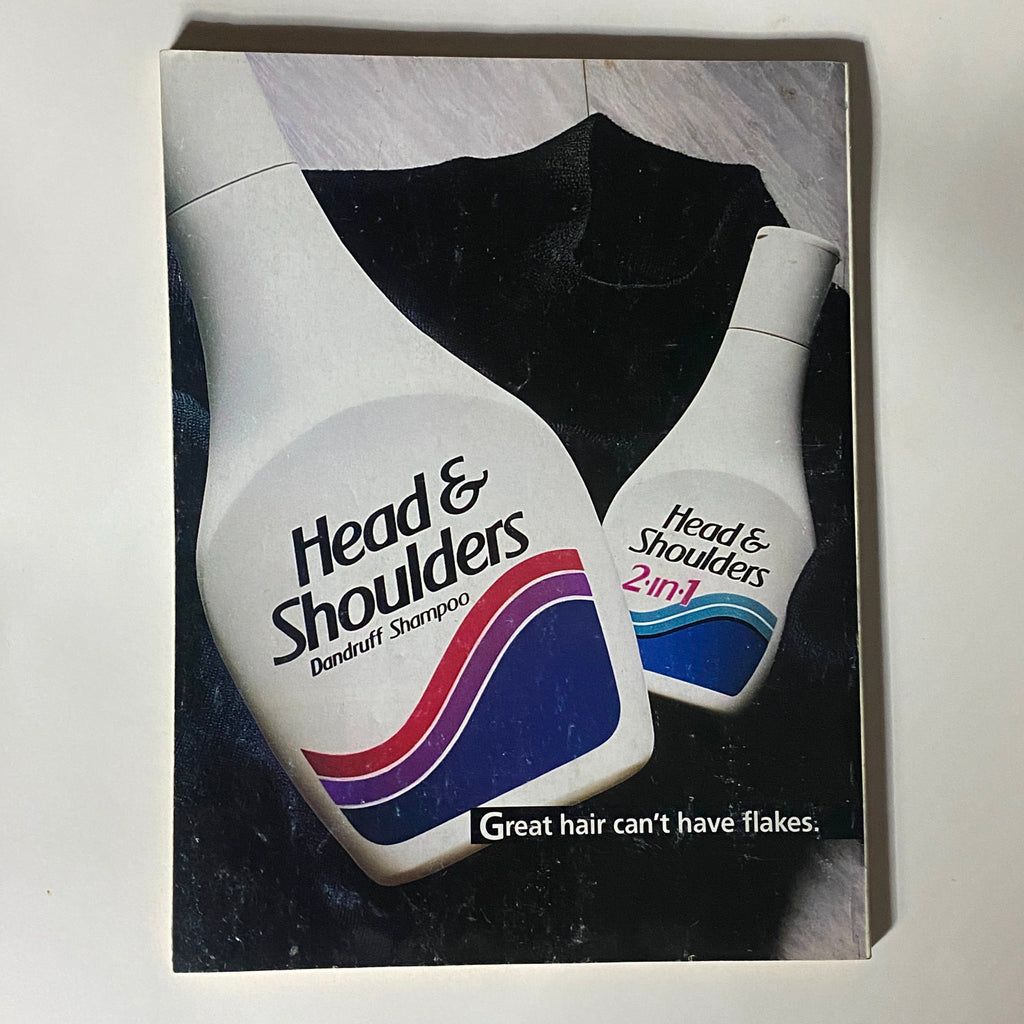 Head &
Shoulders
Dandruff Shampoo
Head &
Shoulders
2·in·1
Great hair can't have flakes.